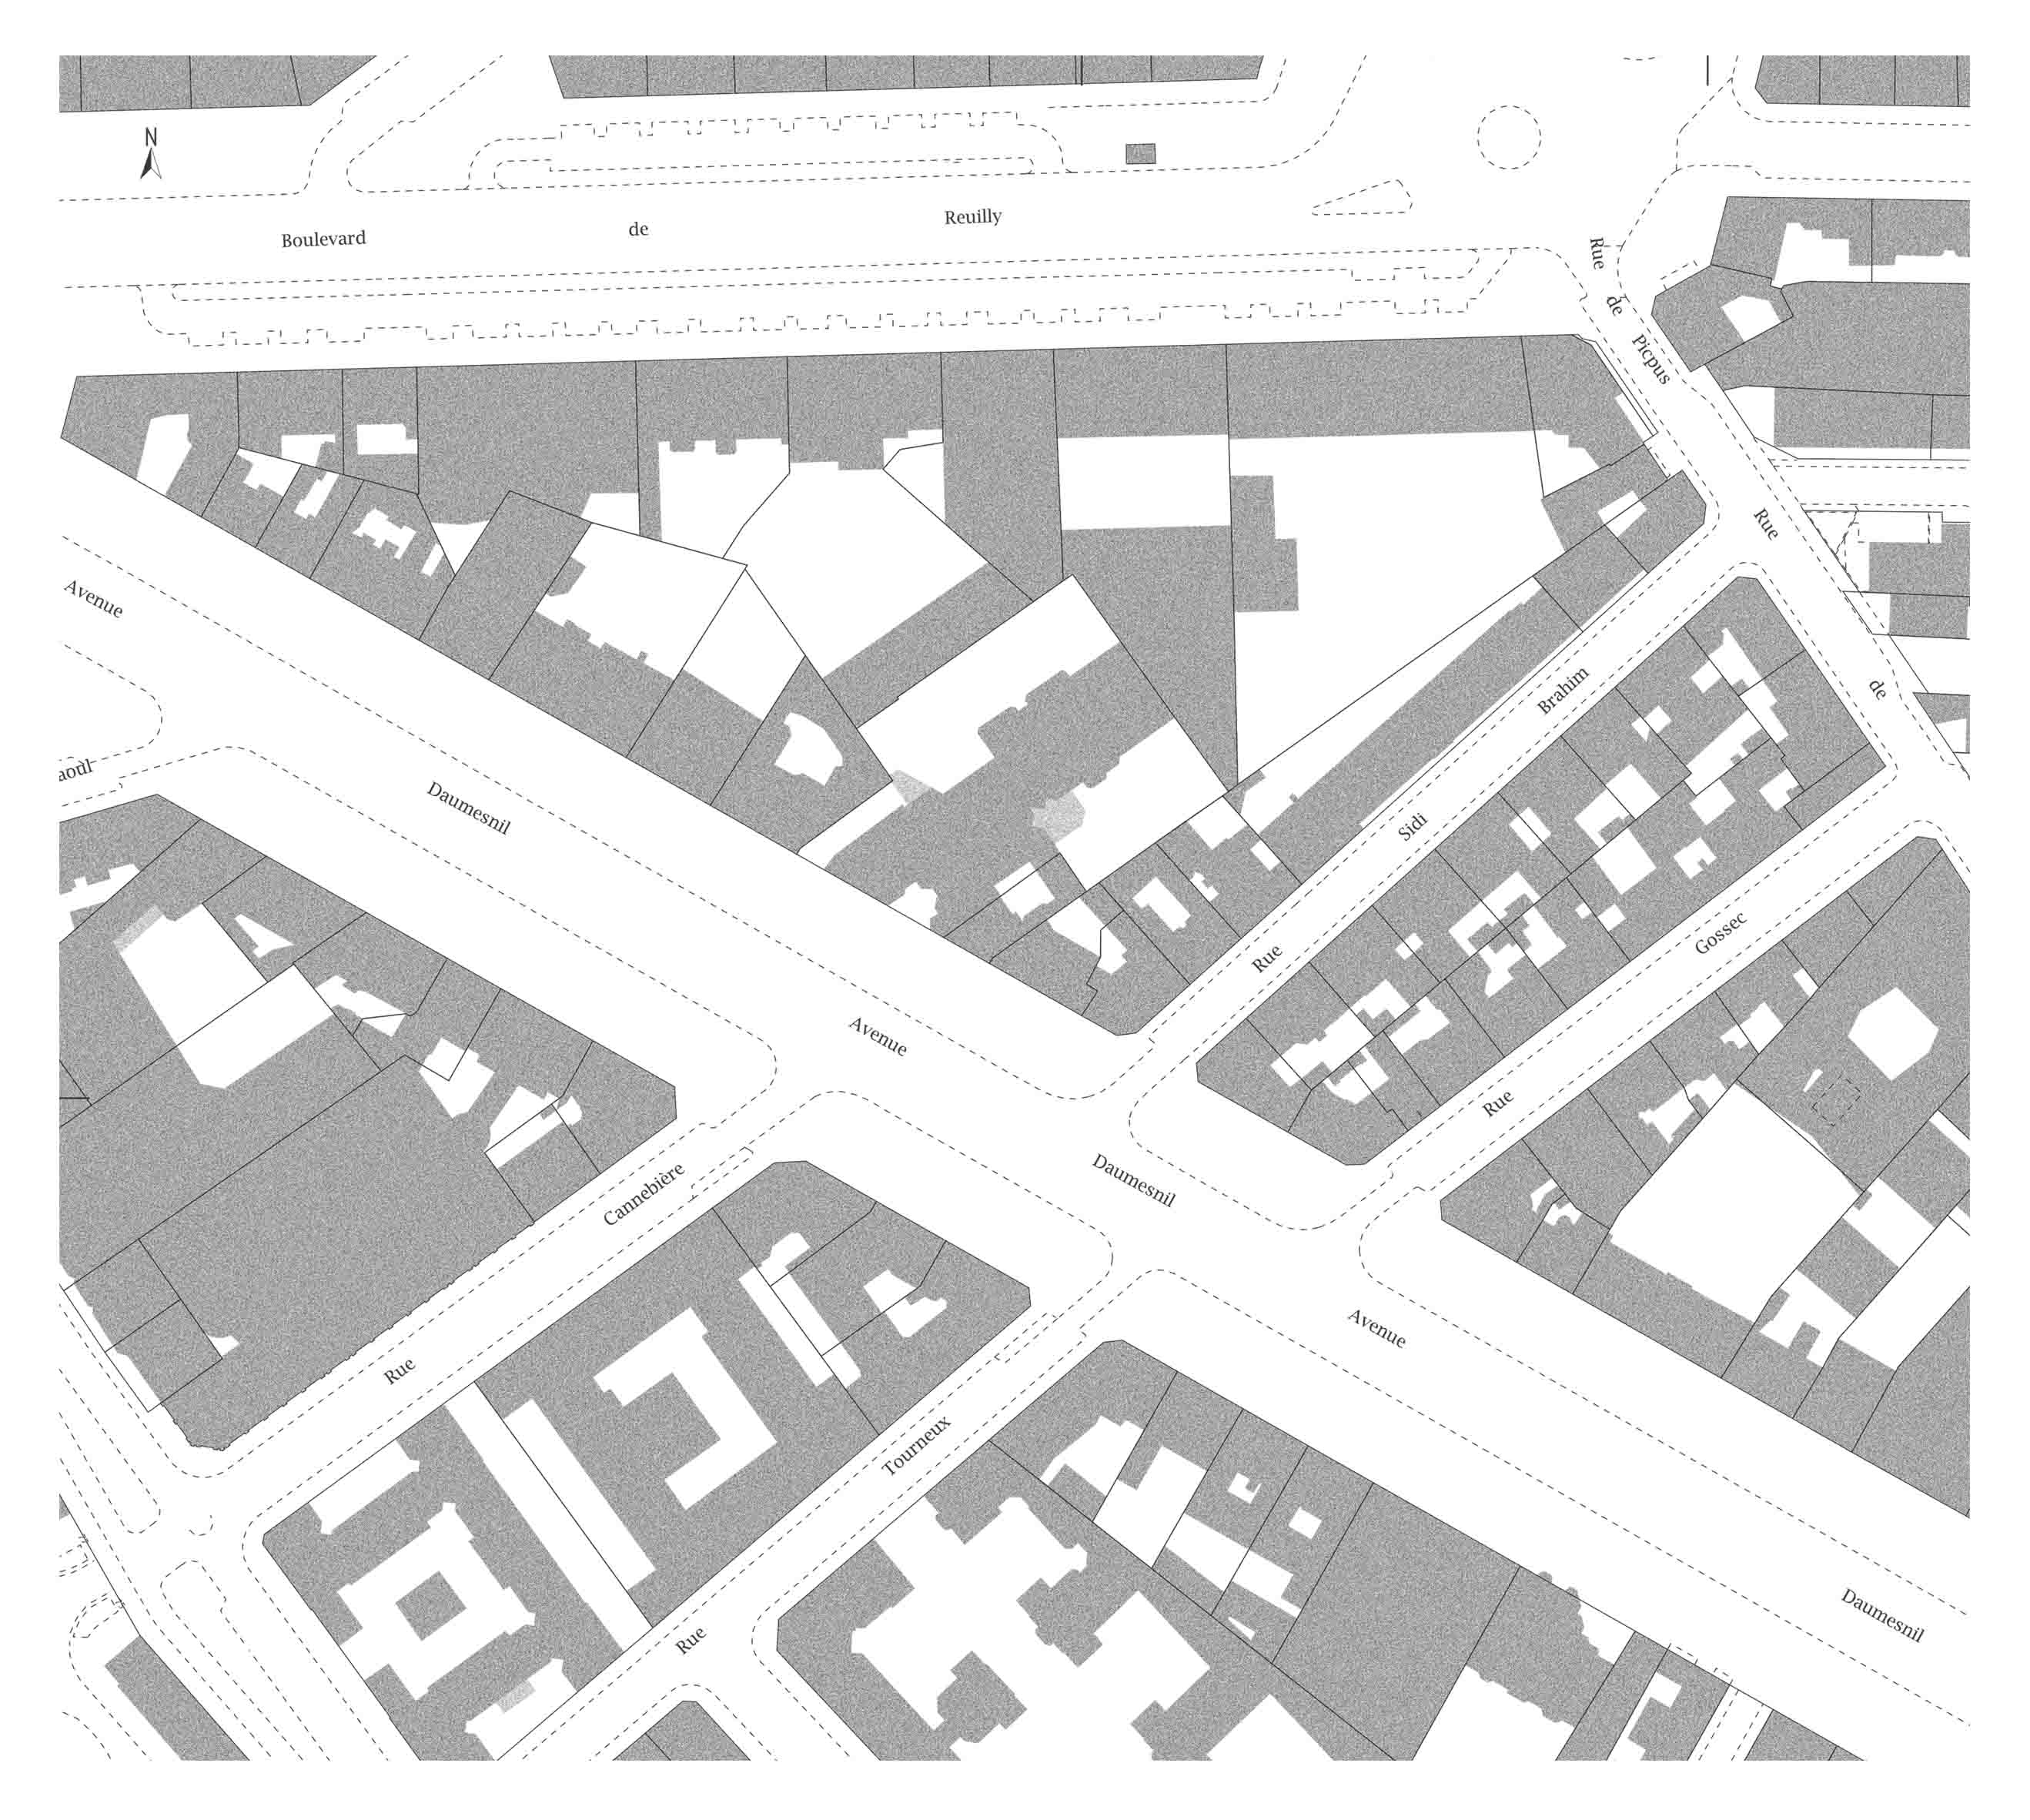 N
Boulevard de Reuilly
Rue de Picpus
Rue de
Avenue Daumesnil
aoul
Rue Sidi Brahim
Avenue Daumesnil
Rue Gossec
Rue Cannebière
Avenue Daumesnil
Rue Tourneux